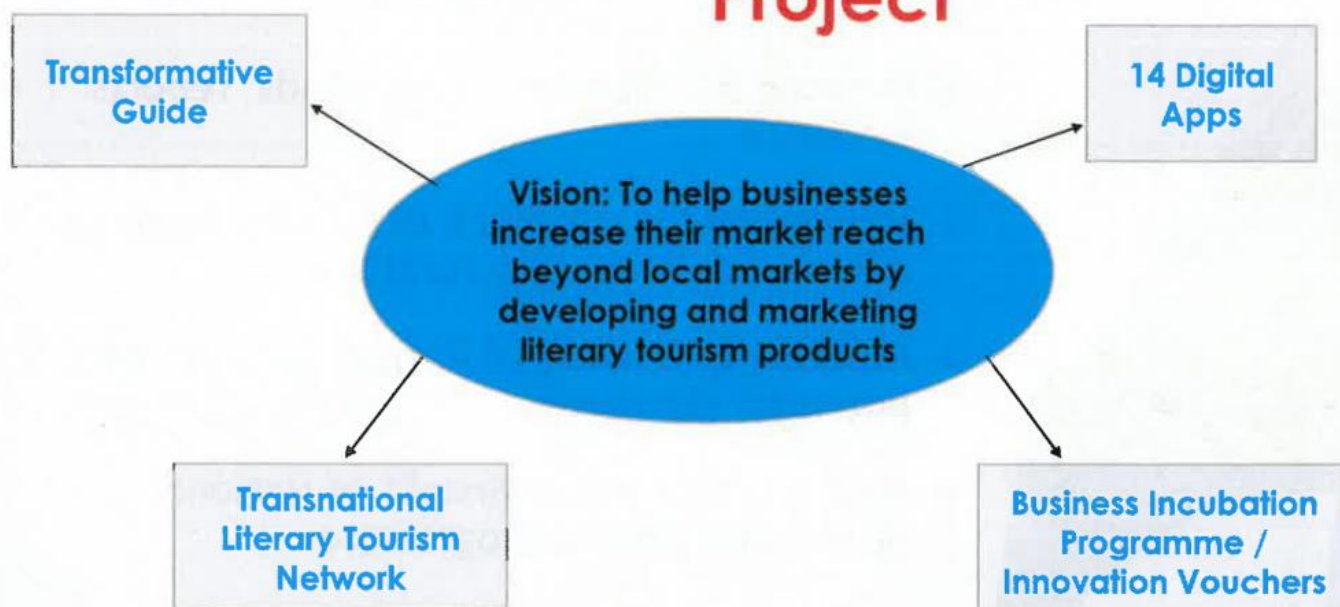 Project
Transformative
Guide
14 Digital
Apps
Vision: To help businesses
increase their market reach
beyond local markets by
developing and marketing
literary tourism products
Transnational
Literary Tourism
Network
Business Incubation
Programme /
Innovation Vouchers